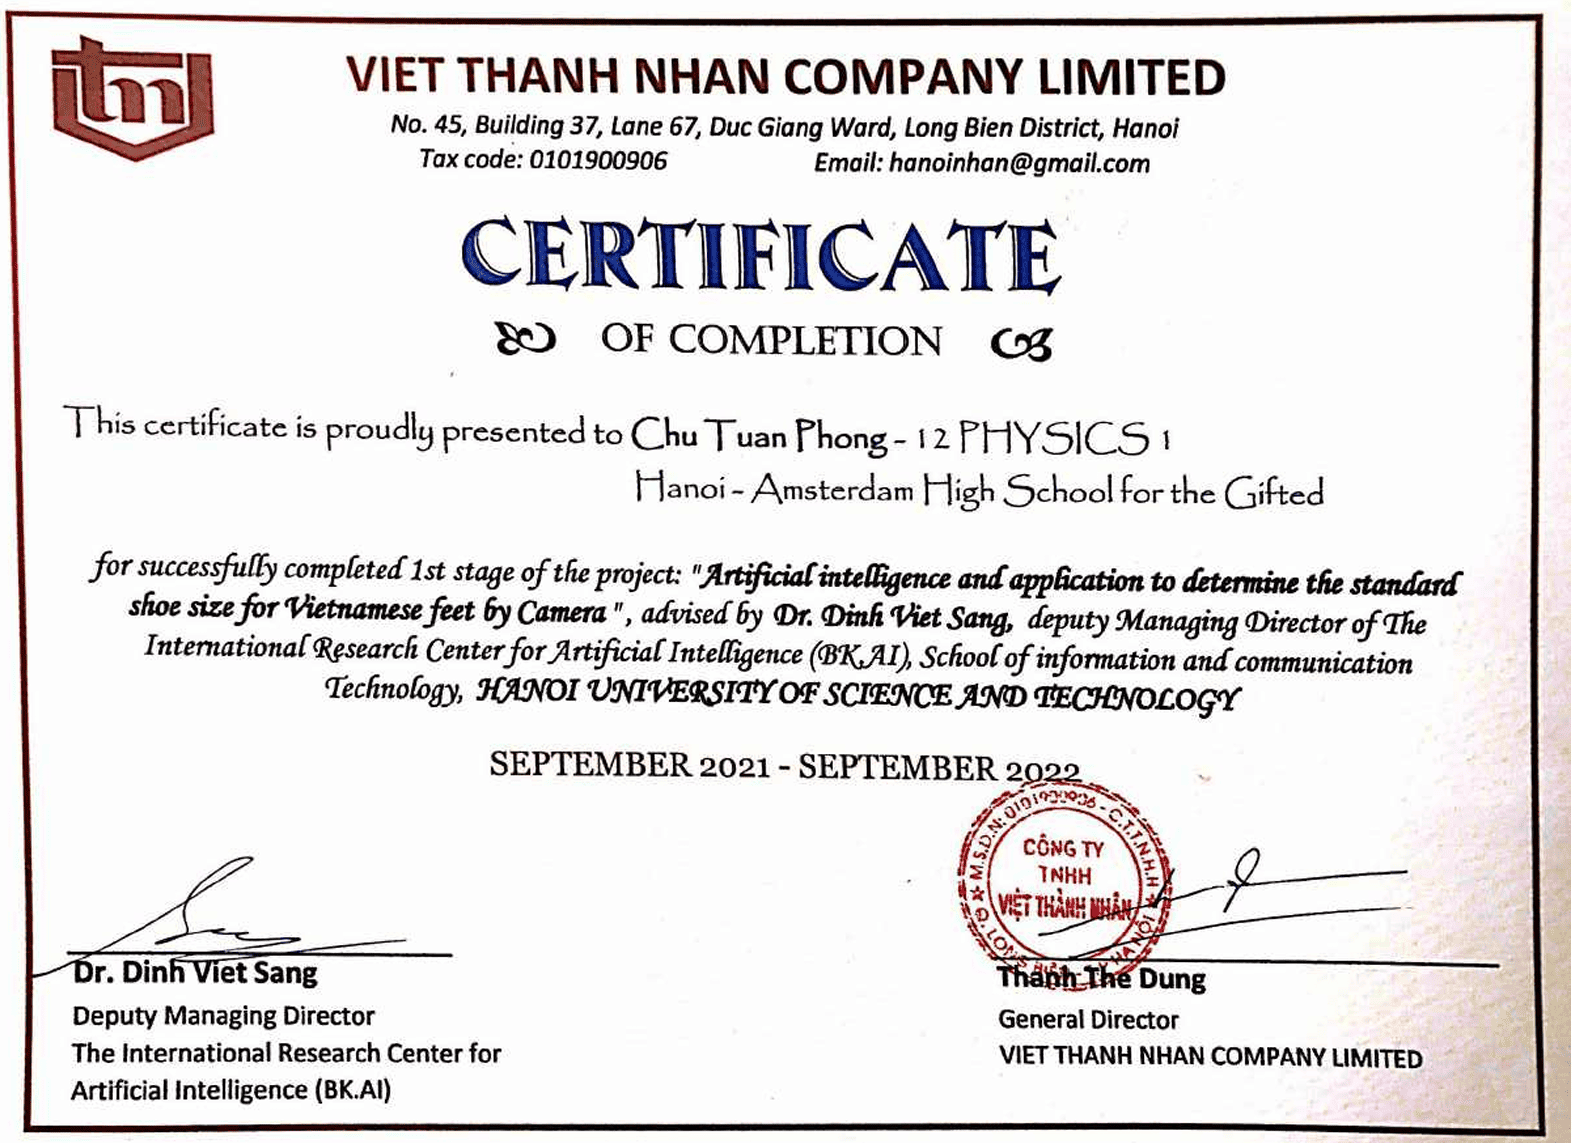 tnn
VIET THANH NHAN COMPANY LIMITED
No. 45, Building 37, Lane 67, Duc Giang Ward, Long Bien District, Hanoi
Tax code: 0101900906 Email: hanoinhan@gmail.com
CERTIFICATE
OF COMPLETION
This certificate is proudly presented to Chu Tuan Phong - 12 PHYSICS 1
Hanoi - Amsterdam High School for the Gifted
for successfully completed 1st stage of the project: "Artificial intelligence and application to determine the standard
shoe size for Vietnamese feet by Camera ", advised by Dr. Dinh Viet Sang, deputy Managing Director of The
International Research Center for Artificial Intelligence (BK.AI), School of information and communication
Technology, HANOI UNIVERSITY OF SCIENCE AND TECHNOLOGY
SEPTEMBER 2021 - SEPTEMBER 2022
M.S.D.N: 0101900906 - C.T.T.N.H.H
CÔNG TY
TNHH
VIỆT THÀNH NHÂN
Q. LONG HÀ NỘI
Dr. Dinh Viet Sang
Deputy Managing Director
The International Research Center for
Artificial Intelligence (BK.AI)
Thanh The Dung
General Director
VIET THANH NHAN COMPANY LIMITED